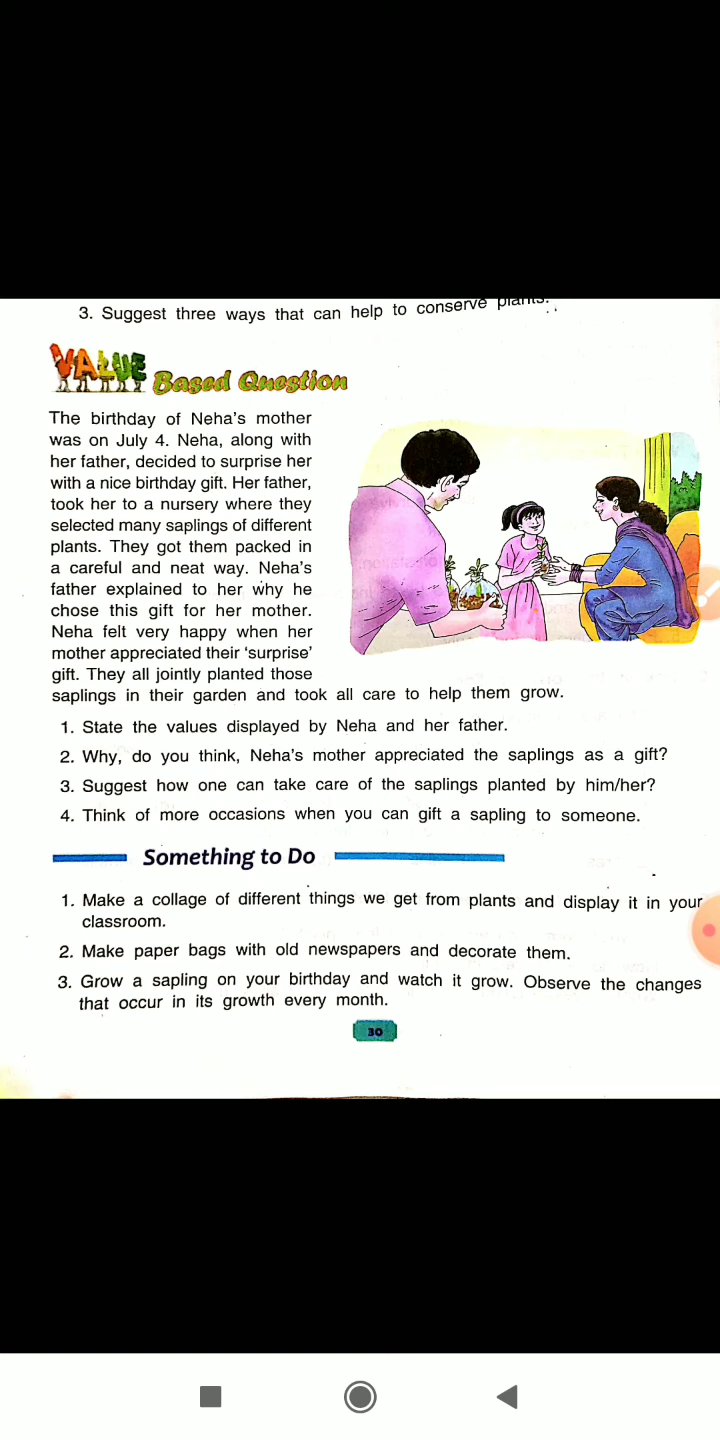 3. Suggest three ways that can help to conserve plants.
VALUE Based Question
The birthday of Neha's mother
was on July 4. Neha, along with
her father, decided to surprise her
with a nice birthday gift. Her father,
took her to a nursery where they
selected many saplings of different
plants. They got them packed in
a careful and neat way. Neha's
father explained to her why he
chose this gift for her mother.
Neha felt very happy when her
mother appreciated their 'surprise'
gift. They all jointly planted those
saplings in their garden and took all care to help them grow.
1. State the values displayed by Neha and her father.
2. Why, do you think, Neha's mother appreciated the saplings as a gift?
3. Suggest how one can take care of the saplings planted by him/her?
4. Think of more occasions when you can gift a sapling to someone.
Something to Do
1. Make a collage of different things we get from plants and display it in your
classroom.
2. Make paper bags with old newspapers and decorate them.
3. Grow a sapling on your birthday and watch it grow. Observe the changes
that occur in its growth every month.
30